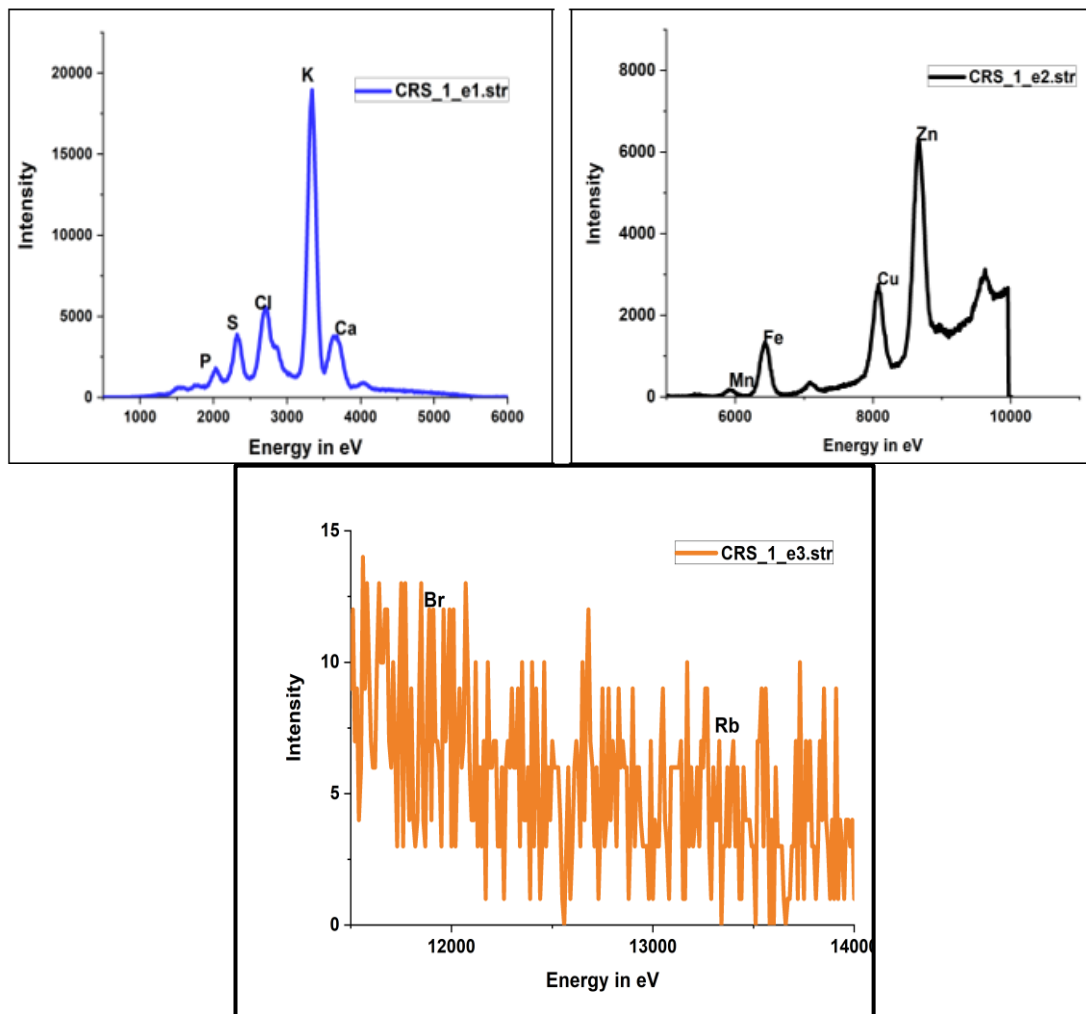 K
CRS_1_e1.str
20000
15000
10000
5000
0
Intensity
P
S
Cl
Ca
1000
2000
3000
4000
5000
6000
Energy in eV
8000
6000
4000
2000
0
Intensity
CRS_1_e2.str
Zn
Cu
Fe
Mn
6000
8000
10000
Energy in eV
15
10
5
0
Intensity
CRS_1_e3.str
Br
Rb
12000
13000
14000
Energy in eV